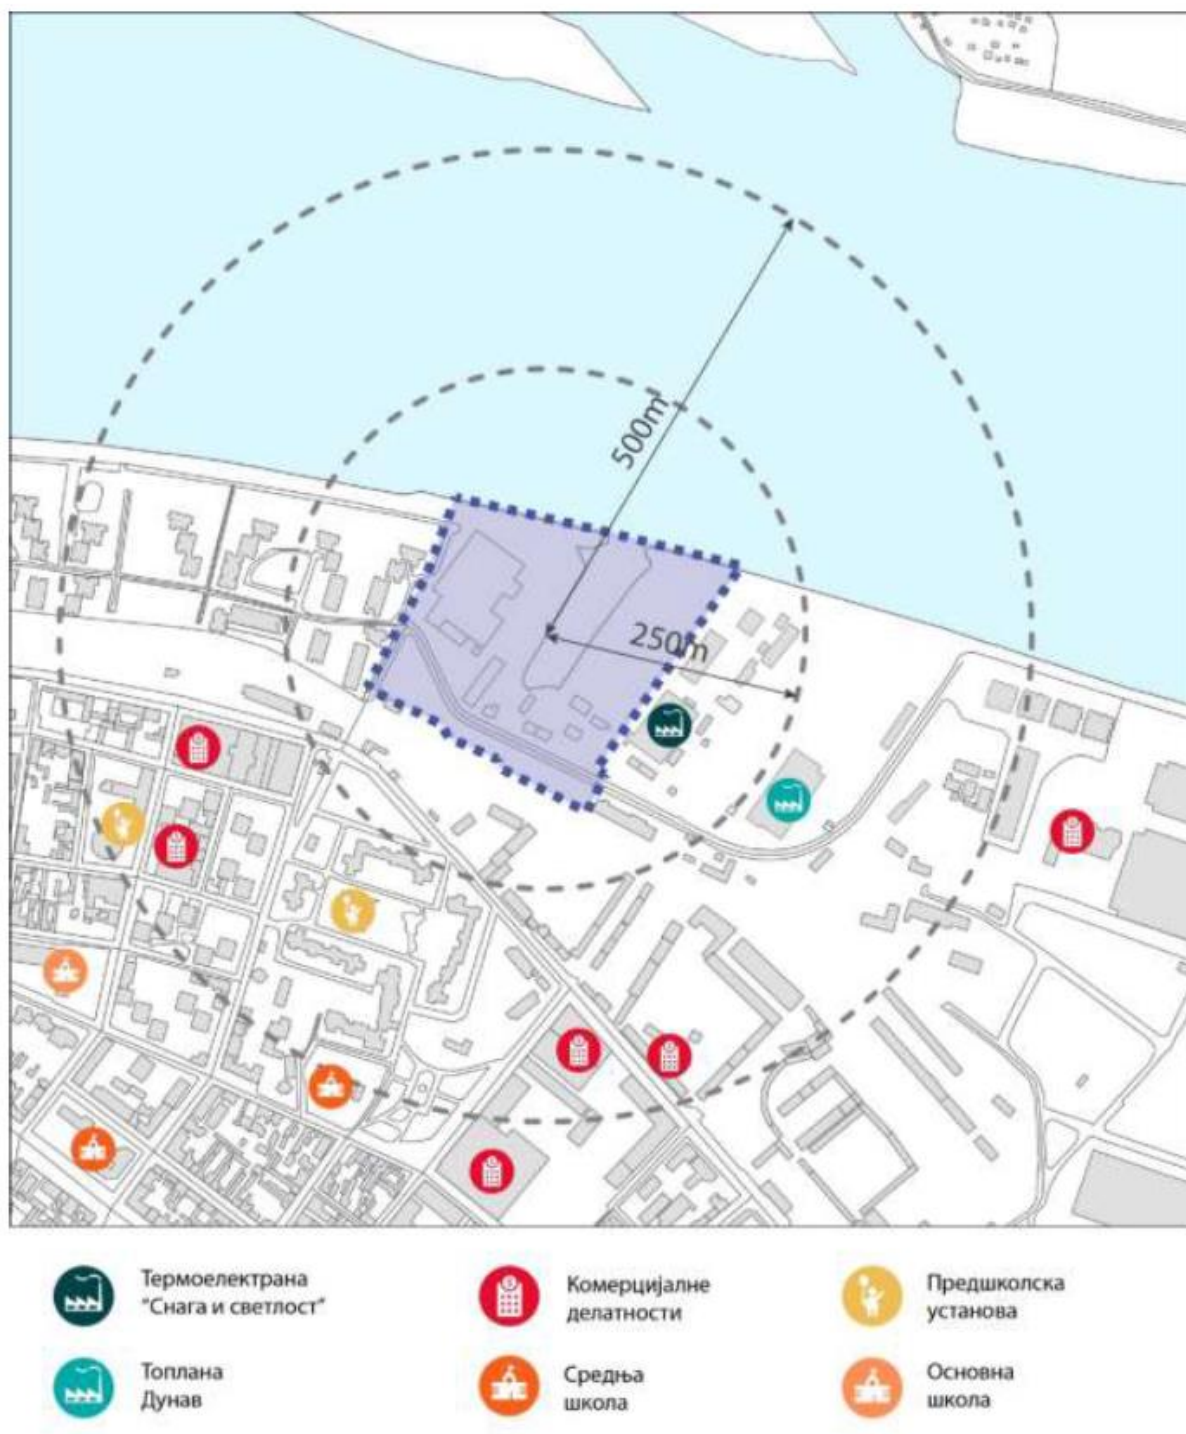 500m
250m
Термоелектрана
"Снага и светлост"
Комерцијалне
делатности
Предшколска
установа
Топлана
Дунав
Средња
школа
Основна
школа